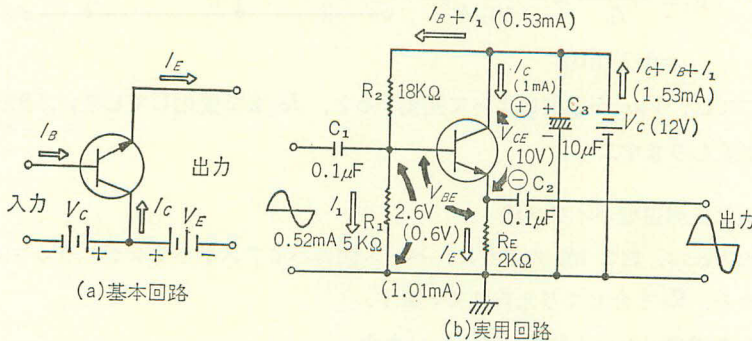 I_E
I_B
I_C
入力
出力
V_C
V_E
− + + −
(a)基本回路
I_B + I_1 (0.53mA)
R_2 18KΩ
I_C
(1mA)
⊕
+
−
C_3
10μF
I_C + I_B + I_1
(1.53mA)
V_C (12V)
C_1
0.1μF
V_CE
(10V)
⊖
C_2
0.1μF
V_BE
2.6V
(0.6V)
I_1
0.52mA
R_1
5KΩ
I_E
(1.01mA)
R_E
2KΩ
出力
(b)実用回路